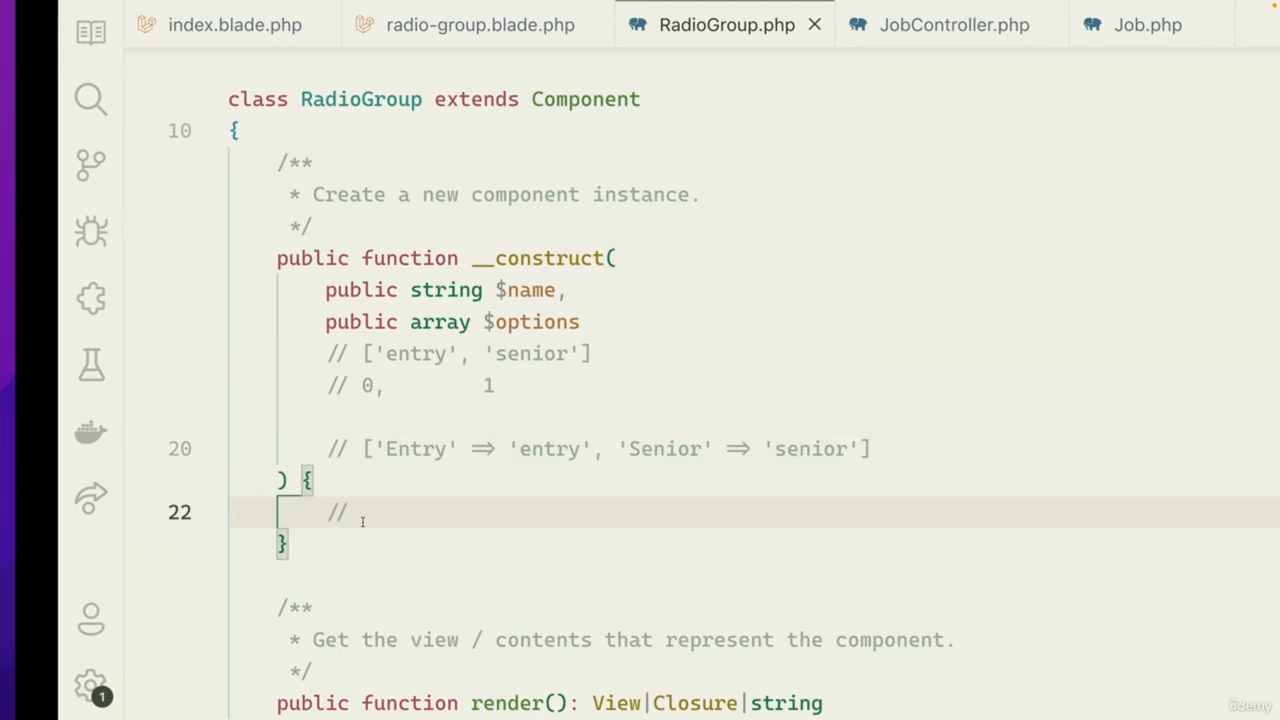 index.blade.php radio-group.blade.php RadioGroup.php JobController.php Job.php
class RadioGroup extends Component
10 {
/**
* Create a new component instance.
*/
public function __construct(
public string $name,
public array $options
// ['entry', 'senior']
// 0, 1
20 // ['Entry' => 'entry', 'Senior' => 'senior']
) {
22 //
}
/**
* Get the view / contents that represent the component.
*/
public function render(): View|Closure|string
1
ûdemy